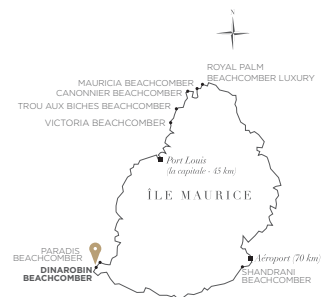 N
ROYAL PALM
BEACHCOMBER LUXURY
MAURICIA BEACHCOMBER
CANONNIER BEACHCOMBER
TROU AUX BICHES BEACHCOMBER
VICTORIA BEACHCOMBER
Port Louis
(la capitale - 45 km)
ÎLE MAURICE
PARADIS
BEACHCOMBER
DINAROBIN
BEACHCOMBER
Aéroport (70 km)
SHANDRANI
BEACHCOMBER